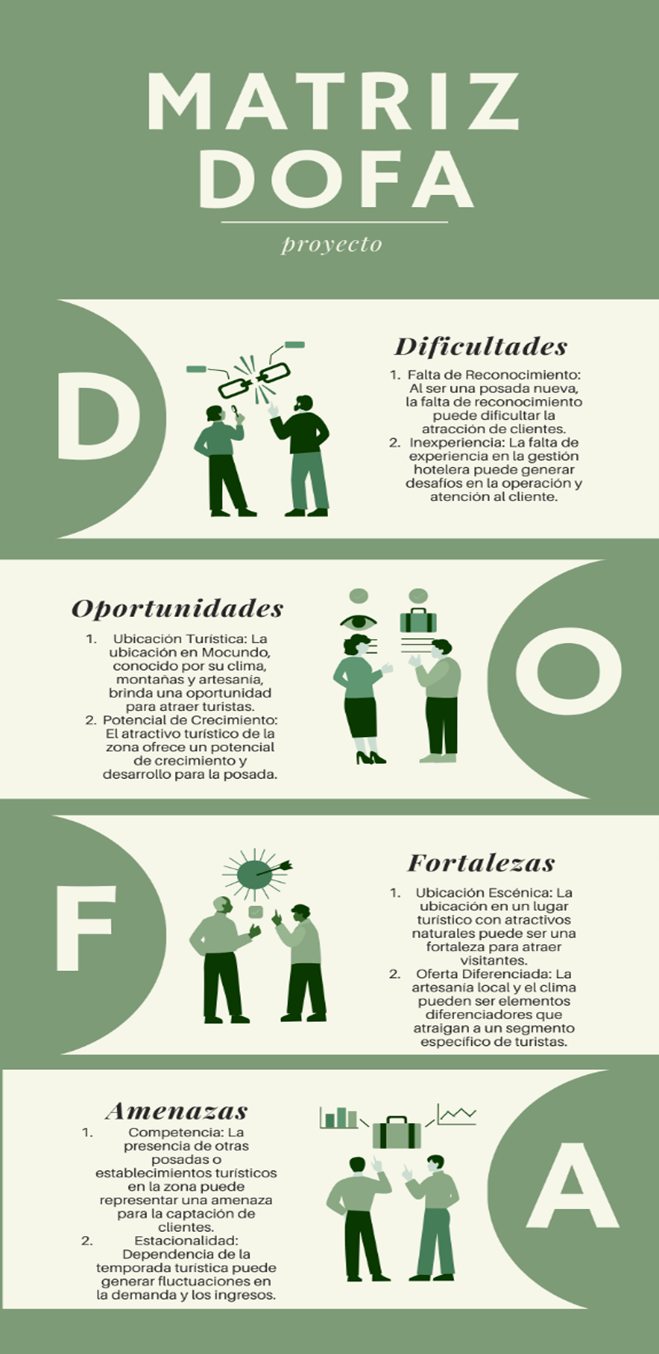 MATRIZ
DOFA
proyecto
D
Dificultades
1. Falta de Reconocimiento:
Al ser una posada nueva,
la falta de reconocimiento
puede dificultar la
atracción de clientes.
2. Inexperiencia: La falta de
experiencia en la gestión
hotelera puede generar
desafíos en la operación y
atención al cliente.
Oportunidades
1. Ubicación Turística: La
ubicación en Mocundo,
conocido por su clima,
montañas y artesanía,
brinda una oportunidad
para atraer turistas.
2. Potencial de Crecimiento:
El atractivo turístico de la
zona ofrece un potencial
de crecimiento y
desarrollo para la posada.
O
F
Fortalezas
1. Ubicación Escénica: La
ubicación en un lugar
turístico con atractivos
naturales puede ser una
fortaleza para atraer
visitantes.
2. Oferta Diferenciada: La
artesanía local y el clima
pueden ser elementos
diferenciadores que
atraigan a un segmento
específico de turistas.
Amenazas
1. Competencia: La
presencia de otras
posadas o
establecimientos turísticos
en la zona puede
representar una amenaza
para la captación de
clientes.
2. Estacionalidad:
Dependencia de la
temporada turística puede
generar fluctuaciones en
la demanda y los ingresos.
A